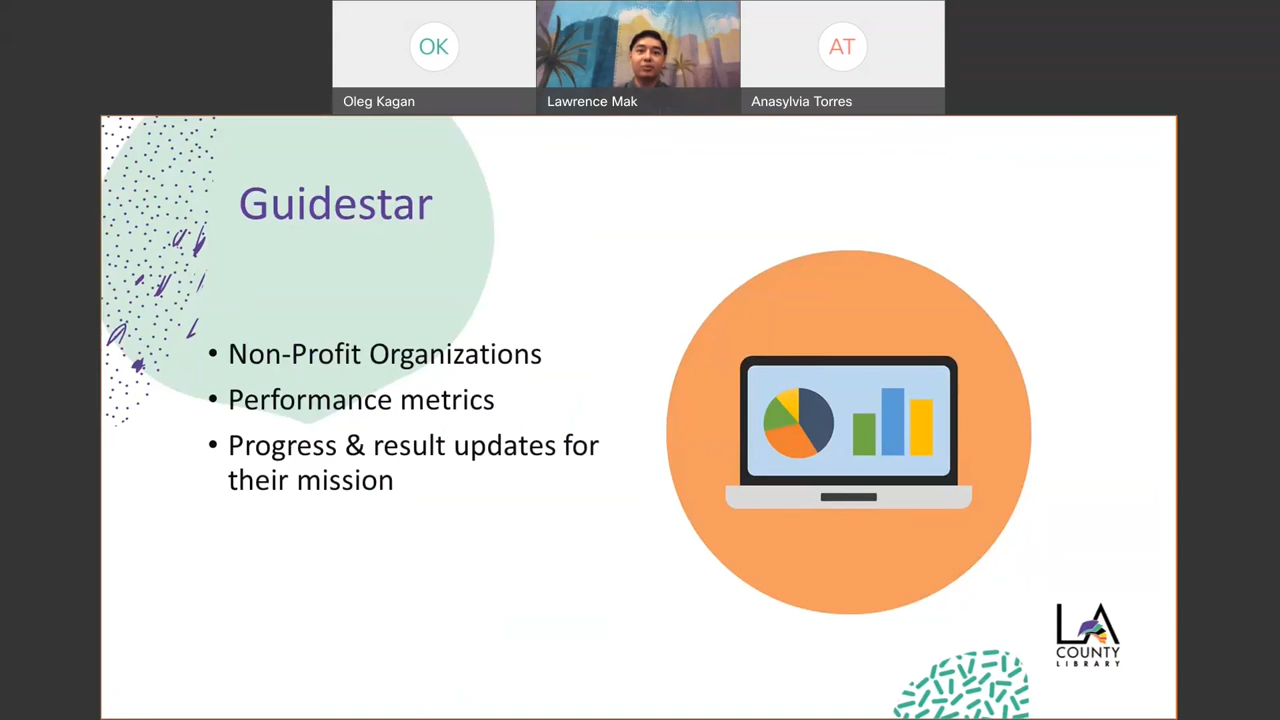 OK
AT
Oleg Kagan
Lawrence Mak
Anasylvia Torres
Guidestar
• Non-Profit Organizations
• Performance metrics
• Progress & result updates for
their mission
LA
COUNTY
LIBRARY